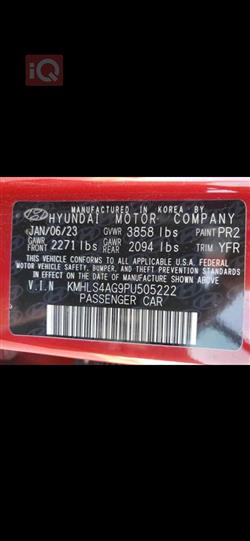 iQ
MANUFACTURED IN KOREA BY
HYUNDAI MOTOR COMPANY
JAN/06/23 GVWR 3858 lbs PAINT PR2
GAWR FRONT 2271 lbs GAWR REAR 2094 lbs TRIM YFR
THIS VEHICLE CONFORMS TO ALL APPLICABLE U.S.A FEDERAL
MOTOR VEHICLE SAFETY, BUMPER, AND THEFT PREVENTION
STANDARDS IN EFFECT ON THE DATE OF MANUFACTURE
SHOWN ABOVE.
V.I.N KMHLS4AG9PU505222
PASSENGER CAR